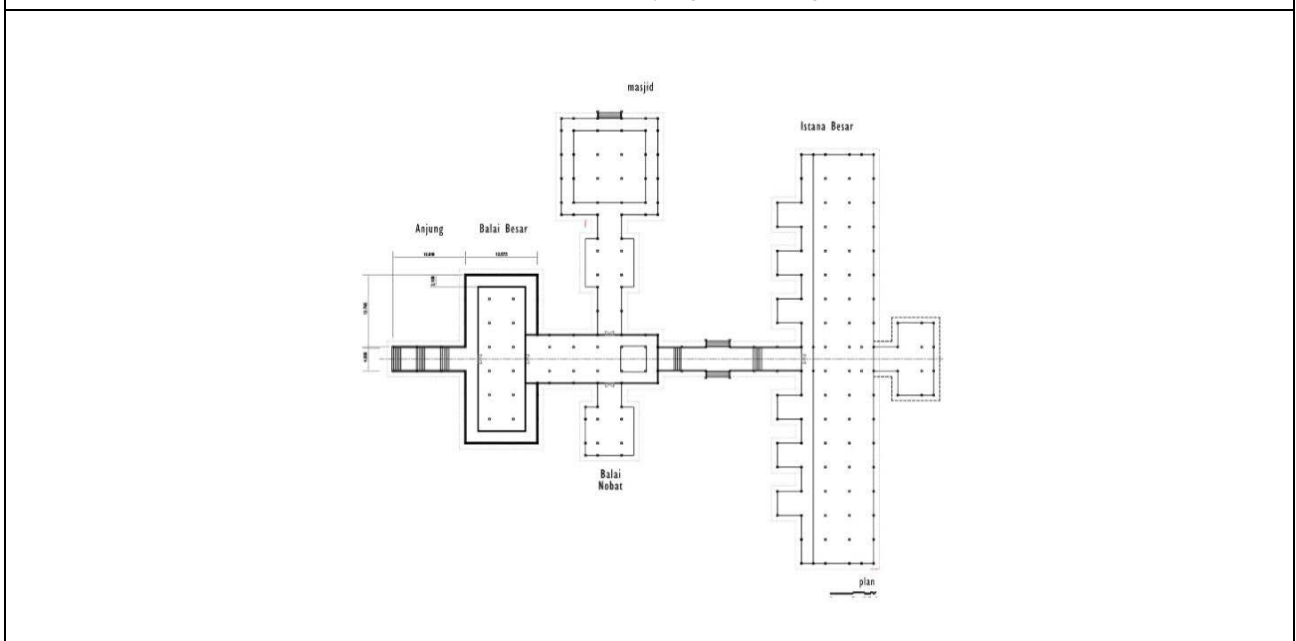 masjid
Istana Besar
Anjung
Balai Besar
Balai
Nobat
plan